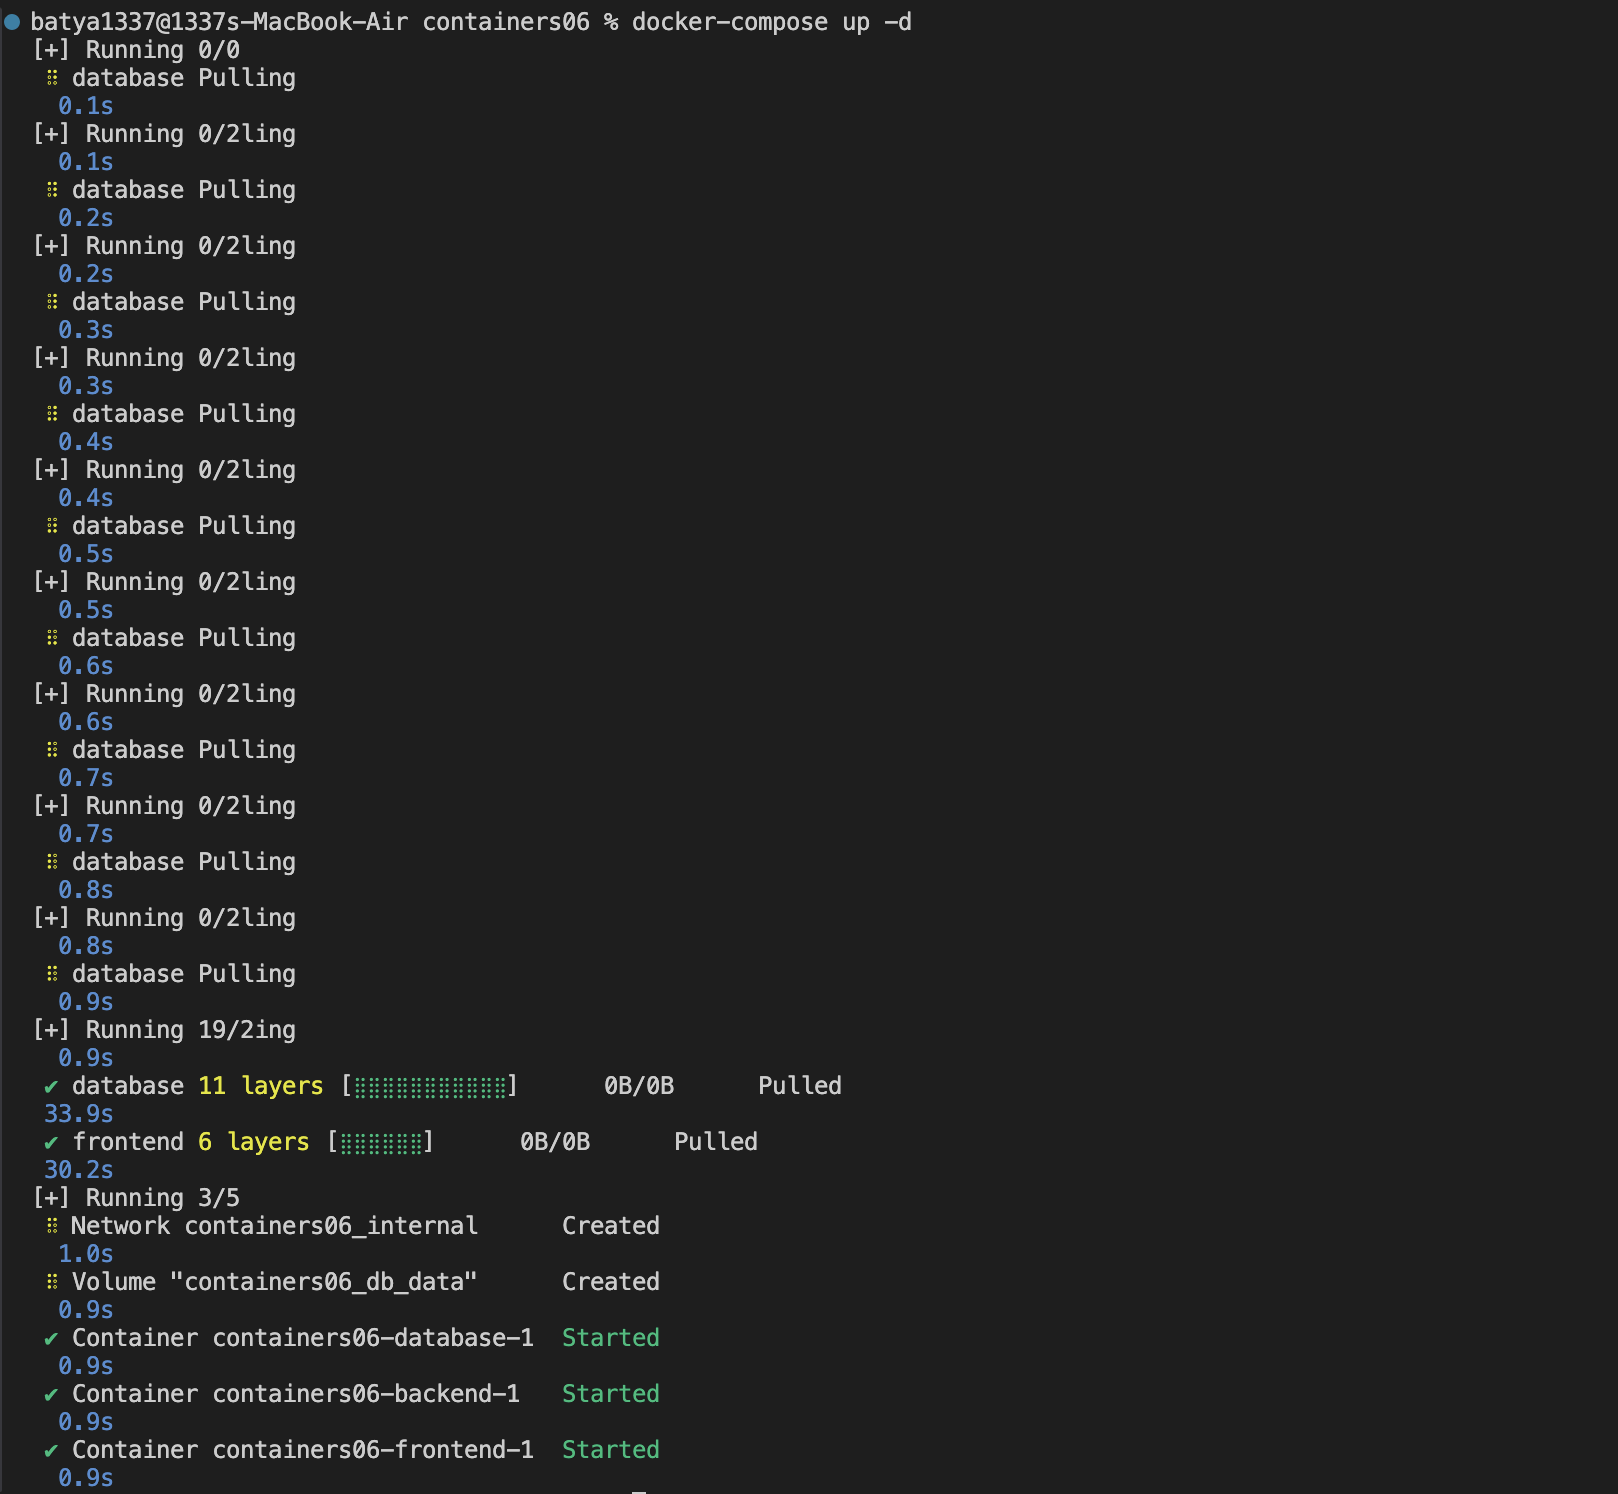 batya1337@1337s-MacBook-Air containers06 % docker-compose up -d
[+] Running 0/0
⠿ database Pulling
0.1s
[+] Running 0/2ling
0.1s
⠿ database Pulling
0.2s
[+] Running 0/2ling
0.2s
⠿ database Pulling
0.3s
[+] Running 0/2ling
0.3s
⠿ database Pulling
0.4s
[+] Running 0/2ling
0.4s
⠿ database Pulling
0.5s
[+] Running 0/2ling
0.5s
⠿ database Pulling
0.6s
[+] Running 0/2ling
0.6s
⠿ database Pulling
0.7s
[+] Running 0/2ling
0.7s
⠿ database Pulling
0.8s
[+] Running 0/2ling
0.8s
⠿ database Pulling
0.9s
[+] Running 19/2ing
0.9s
✔ database 11 layers [⣿⣿⣿⣿⣿⣿⣿⣿⣿⣿⣿] 0B/0B Pulled
33.9s
✔ frontend 6 layers [⣿⣿⣿⣿⣿⣿] 0B/0B Pulled
30.2s
[+] Running 3/5
⠿ Network containers06_internal Created
1.0s
⠿ Volume "containers06_db_data" Created
0.9s
✔ Container containers06-database-1 Started
0.9s
✔ Container containers06-backend-1 Started
0.9s
✔ Container containers06-frontend-1 Started
0.9s